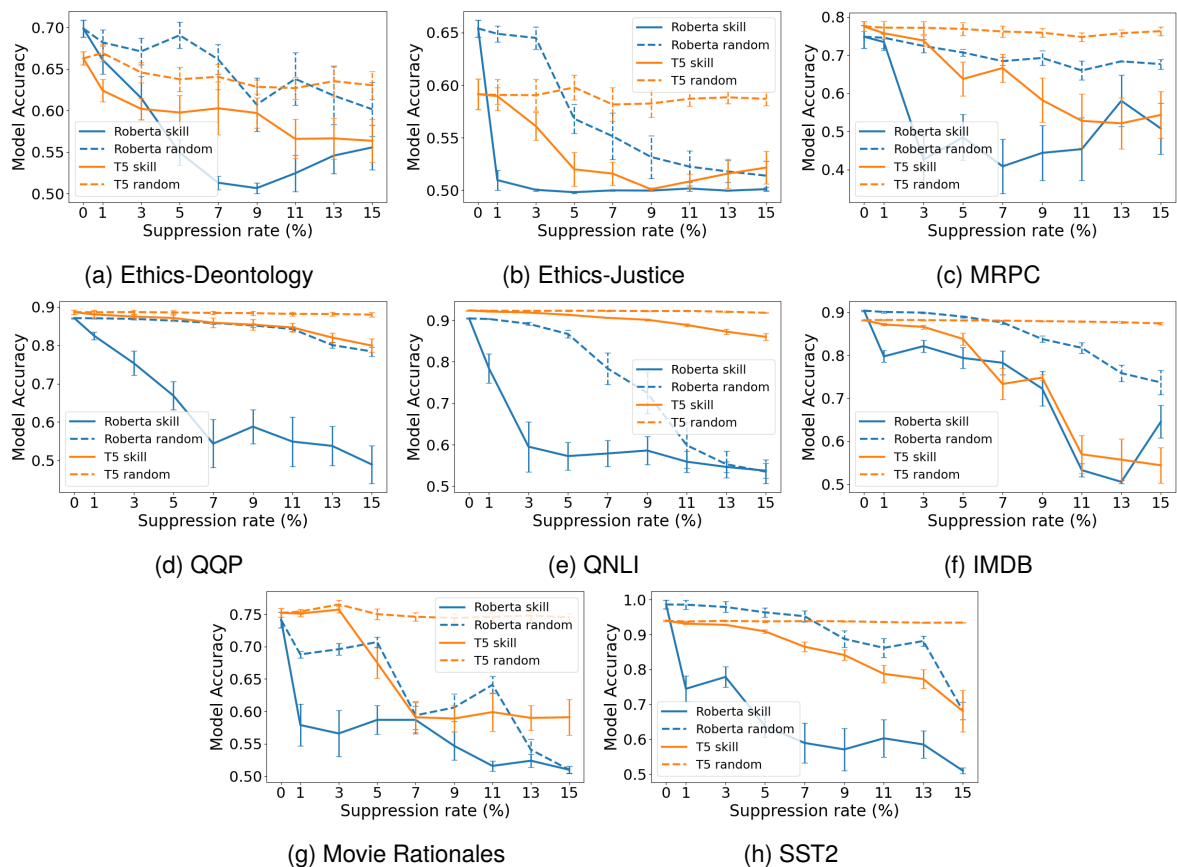 Model Accuracy
0.70
0.65
0.60
0.55
0.50
Roberta skill
Roberta random
T5 skill
T5 random
0 1 3 5 7 9 11 13 15
Suppression rate (%)
(a) Ethics-Deontology
Model Accuracy
0.65
0.60
0.55
0.50
Roberta skill
Roberta random
T5 skill
T5 random
0 1 3 5 7 9 11 13 15
Suppression rate (%)
(b) Ethics-Justice
Model Accuracy
0.8
0.7
0.6
0.5
0.4
Roberta skill
Roberta random
T5 skill
T5 random
0 1 3 5 7 9 11 13 15
Suppression rate (%)
(c) MRPC
Model Accuracy
0.9
0.8
0.7
0.6
0.5
Roberta skill
Roberta random
T5 skill
T5 random
0 1 3 5 7 9 11 13 15
Suppression rate (%)
(d) QQP
Model Accuracy
0.9
0.8
0.7
0.6
0.5
Roberta skill
Roberta random
T5 skill
T5 random
0 1 3 5 7 9 11 13 15
Suppression rate (%)
(e) QNLI
Model Accuracy
0.9
0.8
0.7
0.6
0.5
Roberta skill
Roberta random
T5 skill
T5 random
0 1 3 5 7 9 11 13 15
Suppression rate (%)
(f) IMDB
Model Accuracy
0.75
0.70
0.65
0.60
0.55
0.50
Roberta skill
Roberta random
T5 skill
T5 random
0 1 3 5 7 9 11 13 15
Suppression rate (%)
(g) Movie Rationales
Model Accuracy
1.0
0.9
0.8
0.7
0.6
0.5
Roberta skill
Roberta random
T5 skill
T5 random
0 1 3 5 7 9 11 13 15
Suppression rate (%)
(h) SST2